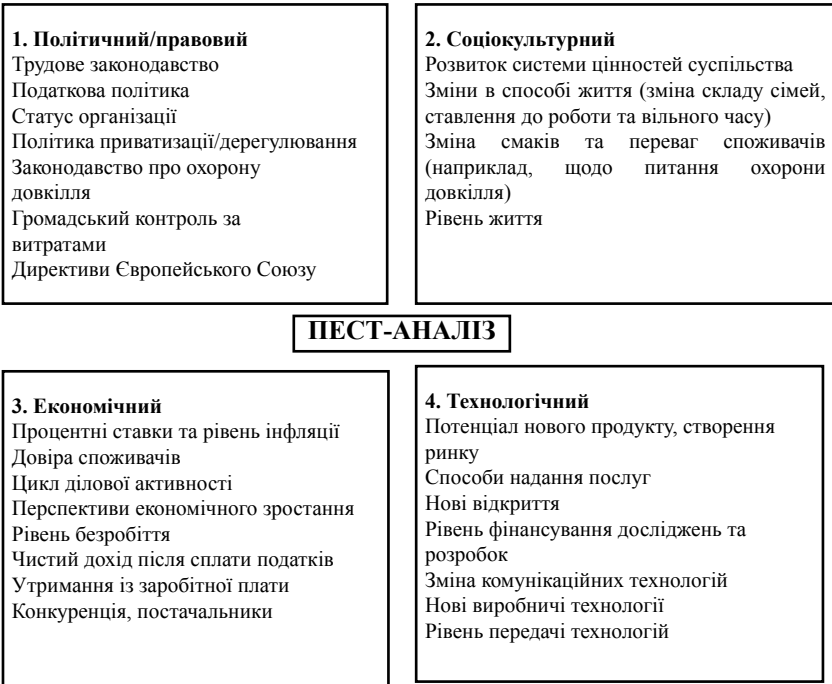 1. Політичний/правовий
Трудове законодавство
Податкова політика
Статус організації
Політика приватизації/дерегулювання
Законодавство про охорону
довкілля
Громадський контроль за
витратами
Директиви Європейського Союзу
2. Соціокультурний
Розвиток системи цінностей суспільства
Зміни в способі життя (зміна складу сімей,
ставлення до роботи та вільного часу)
Зміна смаків та переваг споживачів
(наприклад, щодо питання охорони
довкілля)
Рівень життя
ПЕСТ-АНАЛІЗ
3. Економічний
Процентні ставки та рівень інфляції
Довіра споживачів
Цикл ділової активності
Перспективи економічного зростання
Рівень безробіття
Чистий дохід після сплати податків
Утримання із заробітної плати
Конкуренція, постачальники
4. Технологічний
Потенціал нового продукту, створення
ринку
Способи надання послуг
Нові відкриття
Рівень фінансування досліджень та
розробок
Зміна комунікаційних технологій
Нові виробничі технології
Рівень передачі технологій